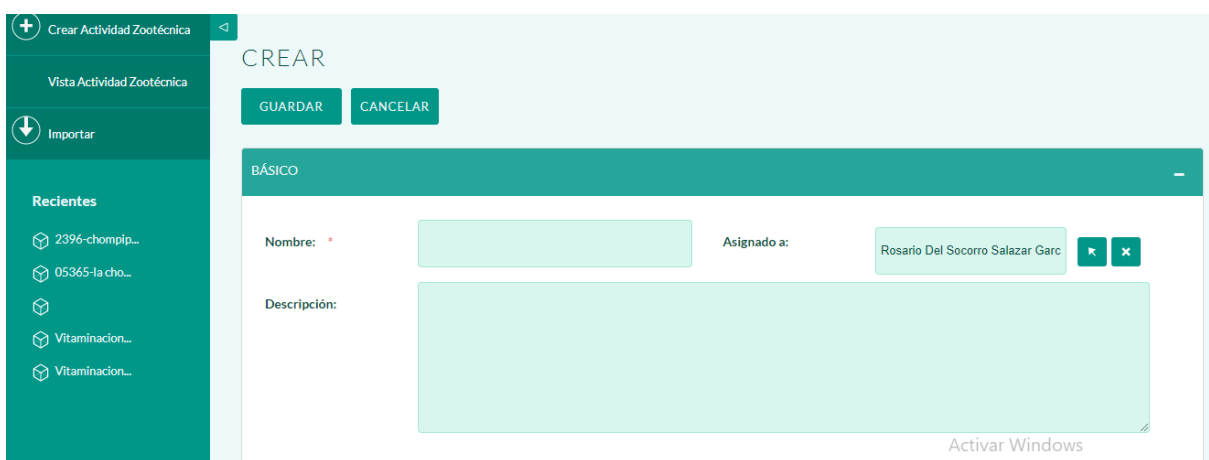 Crear Actividad Zootécnica
Vista Actividad Zootécnica
Importar
Recientes
2396-chompip...
05365-la cho...
Vitaminacion...
Vitaminacion...
CREAR
GUARDAR CANCELAR
BÁSICO
Nombre: * Asignado a: Rosario Del Socorro Salazar Garc
Descripción:
Activar Windows